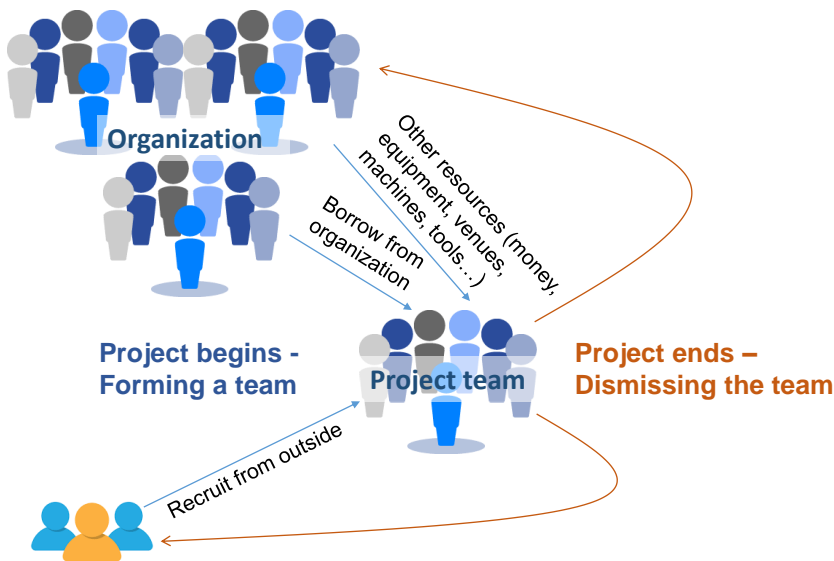 Organization
Other resources (money,
equipment, venues,
machines, tools…)
Borrow from
organization
Project begins -
Forming a team
Project team
Project ends –
Dismissing the team
Recruit from outside